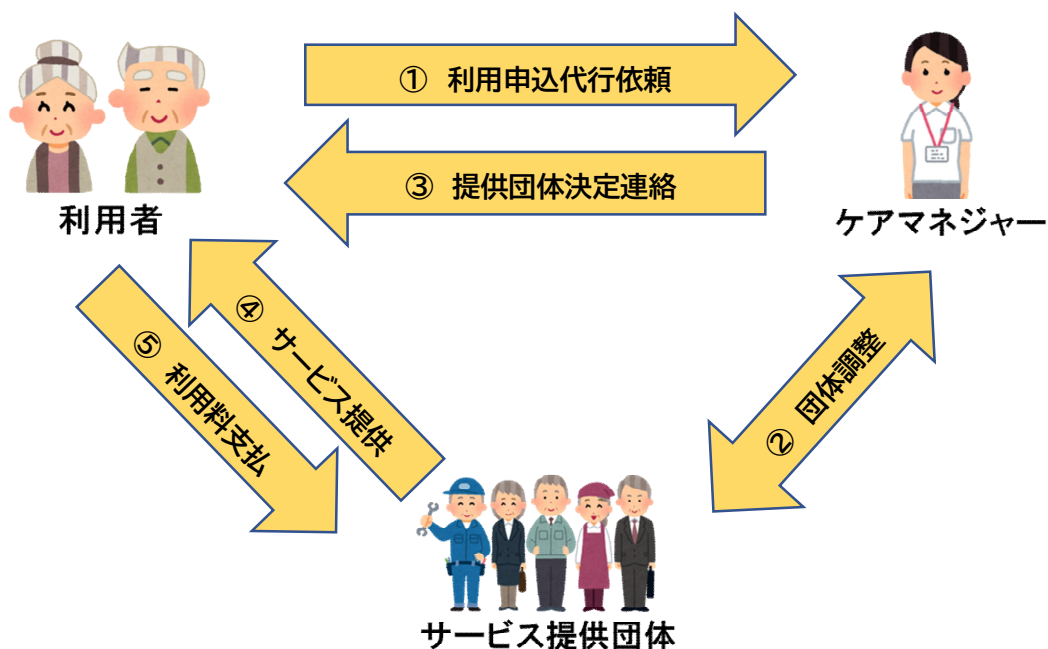 ① 利用申込代行依頼
③ 提供団体決定連絡
利用者
ケアマネジャー
④ サービス提供
⑤ 利用料支払
② 団体調整
サービス提供団体